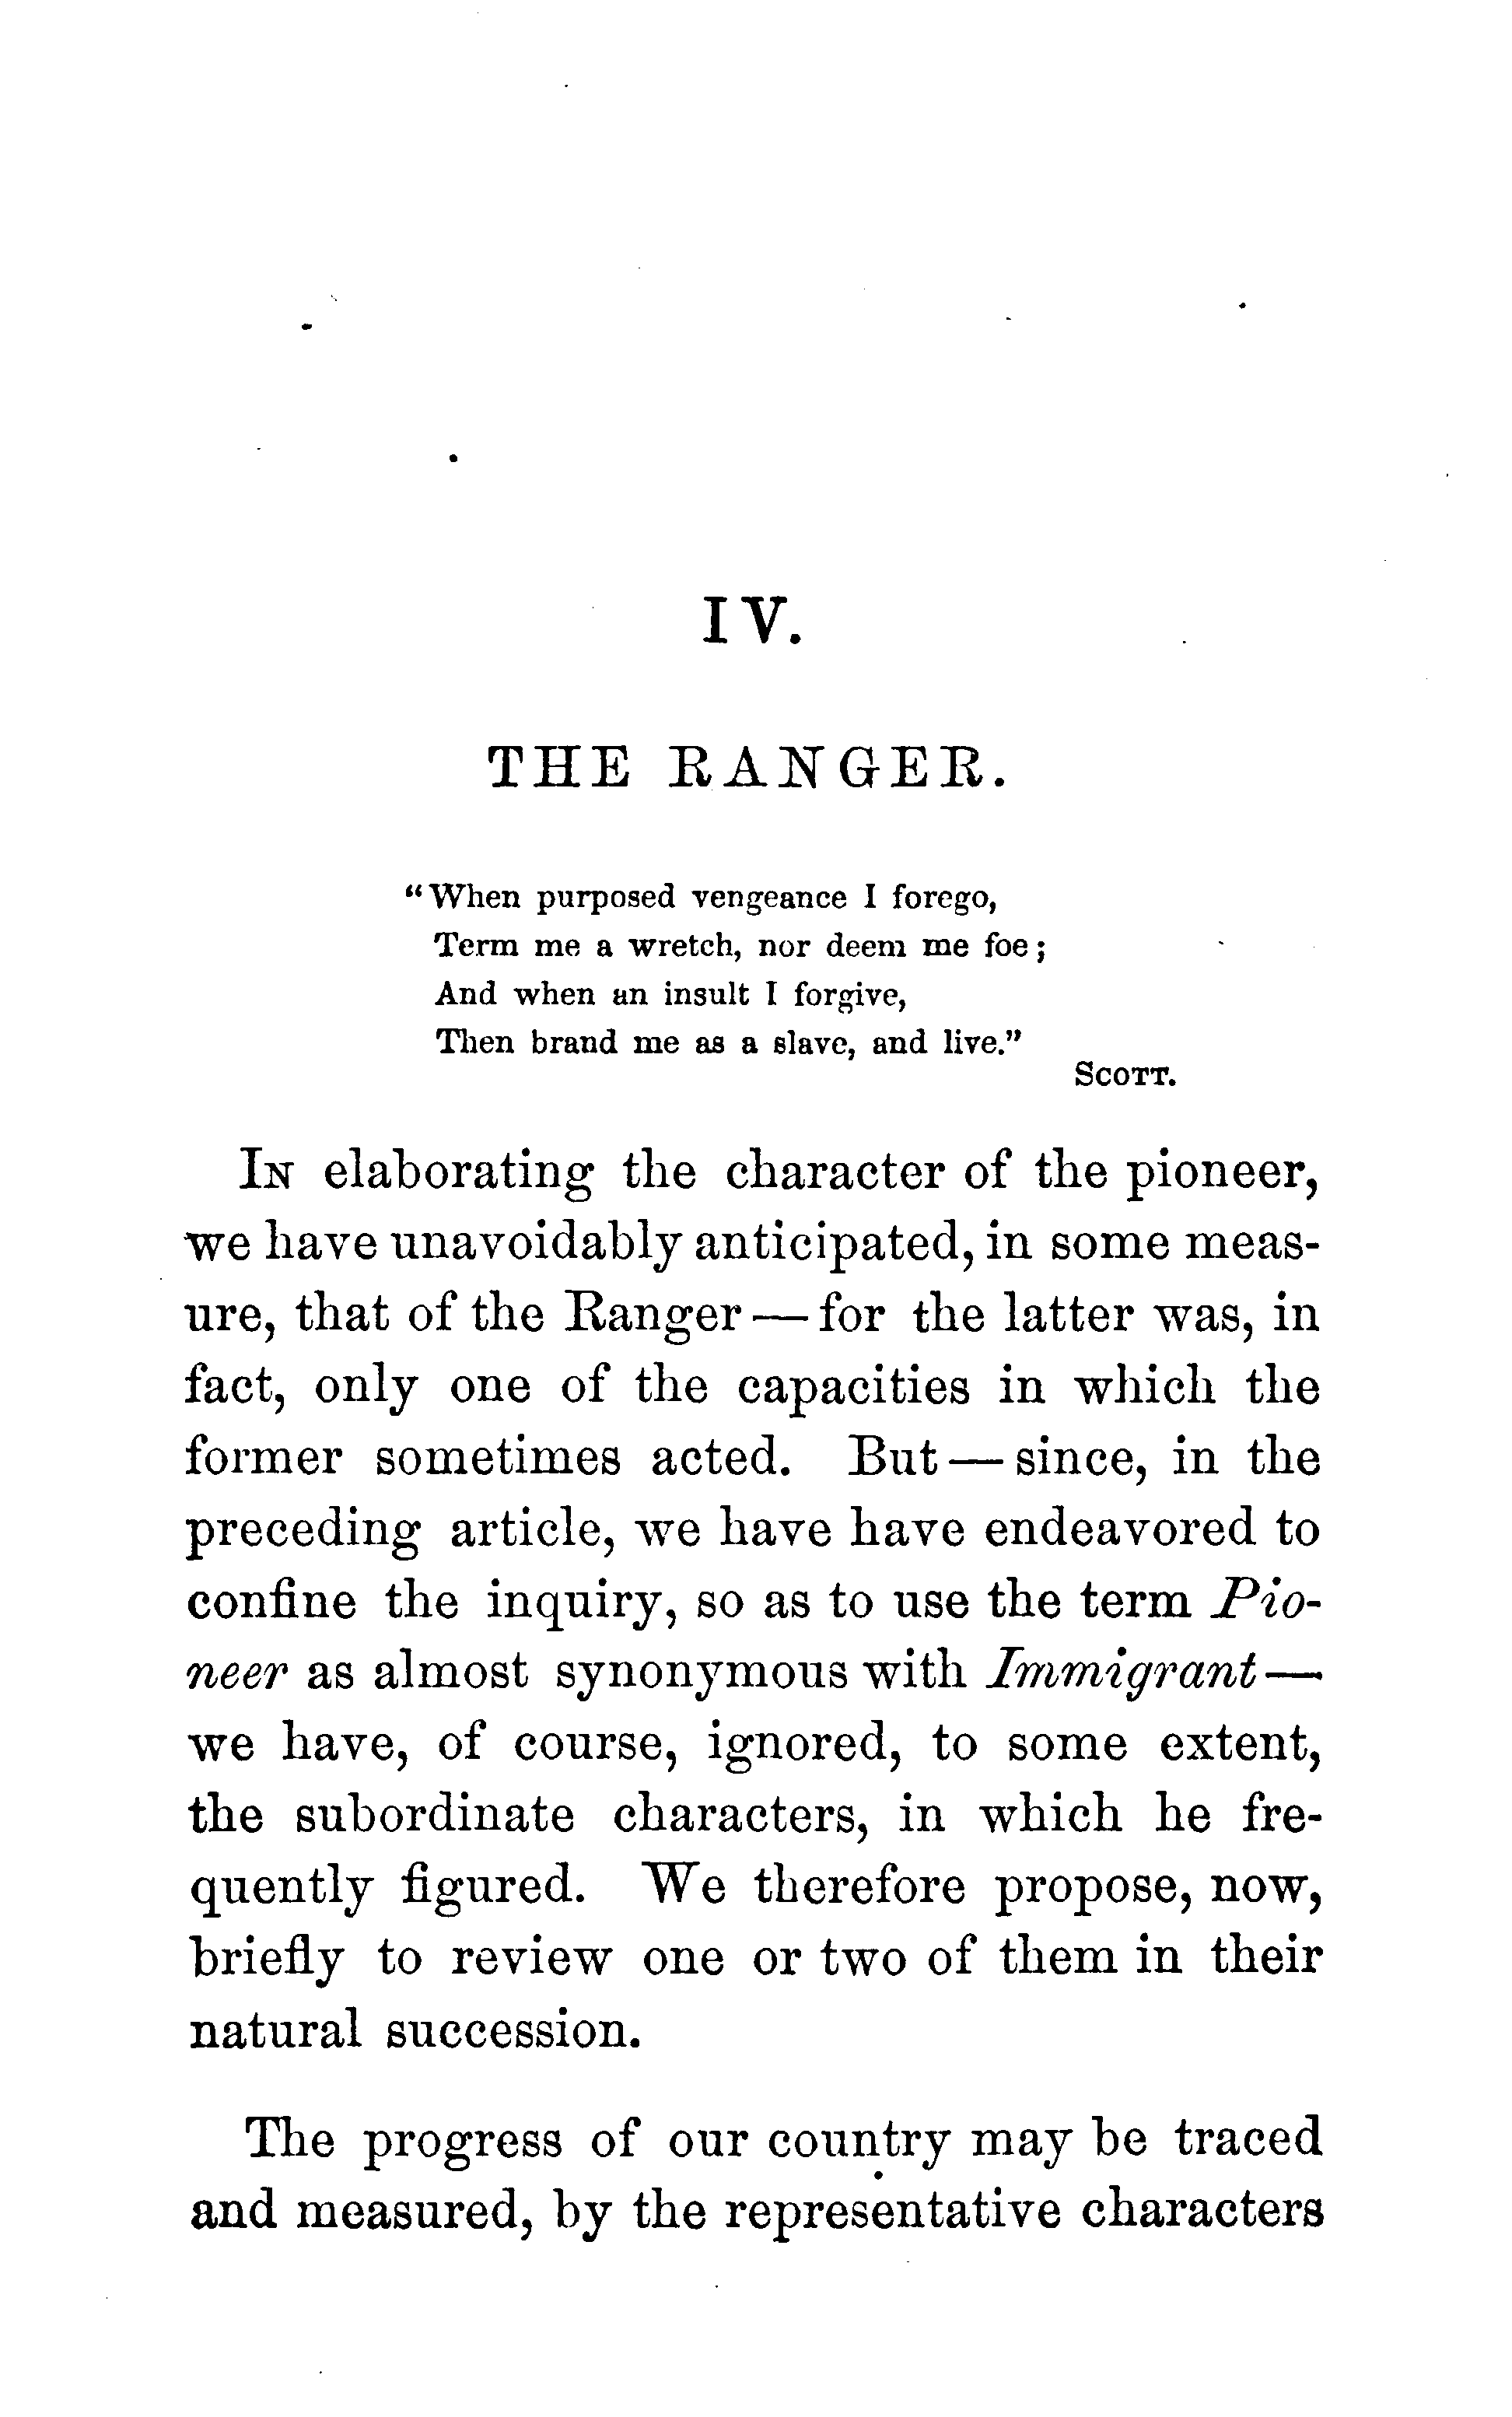 IV.
THE RANGER.
"When purposed vengeance I forego,
Term me a wretch, nor deem me foe;
And when an insult I forgive,
Then brand me as a slave, and live."
SCOTT.
IN elaborating the character of the pioneer,
we have unavoidably anticipated, in some meas-
ure, that of the Ranger—for the latter was, in
fact, only one of the capacities in which the
former sometimes acted. But—since, in the
preceding article, we have have endeavored to
confine the inquiry, so as to use the term Pio-
neer as almost synonymous with Immigrant—
we have, of course, ignored, to some extent,
the subordinate characters, in which he fre-
quently figured. We therefore propose, now,
briefly to review one or two of them in their
natural succession.
The progress of our country may be traced
and measured, by the representative characters